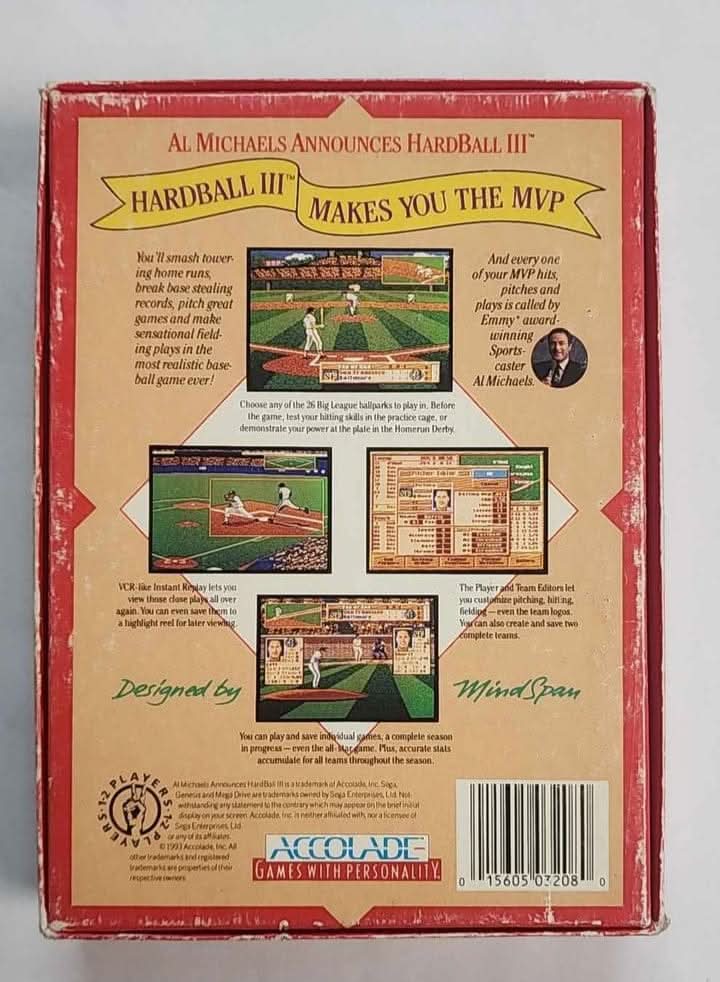 AL MICHAELS ANNOUNCES HARDBALL III™
HARDBALL III™ MAKES YOU THE MVP
You'll smash tower-
ing home runs,
break base stealing
records, pitch great
games and make
sensational field-
ing plays in the
most realistic base-
ball game ever!
And every one
of your MVP hits,
pitches and
plays is called by
Emmy* award-
winning
Sports-
caster
Al Michaels.
Choose any of the 26 Big League ballparks to play in. Before
the game, test your hitting skills in the practice cage, or
demonstrate your power at the plate in the Homerun Derby.
VCR-like Instant Replay lets you
view those close plays all over
again. You can even save them to
a highlight reel for later viewing.
The Player and Team Editors let
you customize pitching, hitting,
fielding — even the team logos.
You can also create and save two
complete teams.
Designed by MindSpan
You can play and save individual games, a complete season
in progress — even the all-star game. Plus, accurate stats
accumulate for all teams throughout the season.
1-2 PLAYERS · 1-2 PLAYERS
Al Michaels Announces HardBall III is a trademark of Accolade, Inc. Sega,
Genesis and Mega Drive are trademarks owned by Sega Enterprises, Ltd. Not-
withstanding any statement to the contrary which may appear on the brief initial
display on your screen. Accolade, Inc. is neither affiliated with, nor a licensee of
Sega Enterprises, Ltd.
or any of its affiliates.
© 1993 Accolade, Inc. All
other trademarks and registered
trademarks are properties of their
respective owners.
ACCOLADE
GAMES WITH PERSONALITY.
0 15605 03208 0